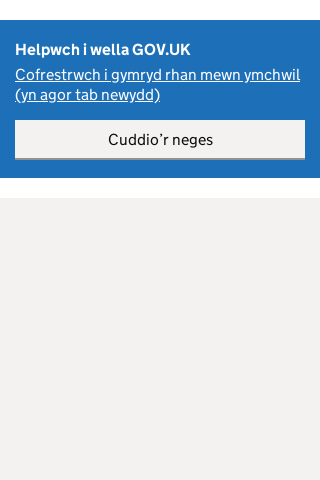 Helpwch i wella GOV.UK
Cofrestrwch i gymryd rhan mewn ymchwil
(yn agor tab newydd)
Cuddio’r neges